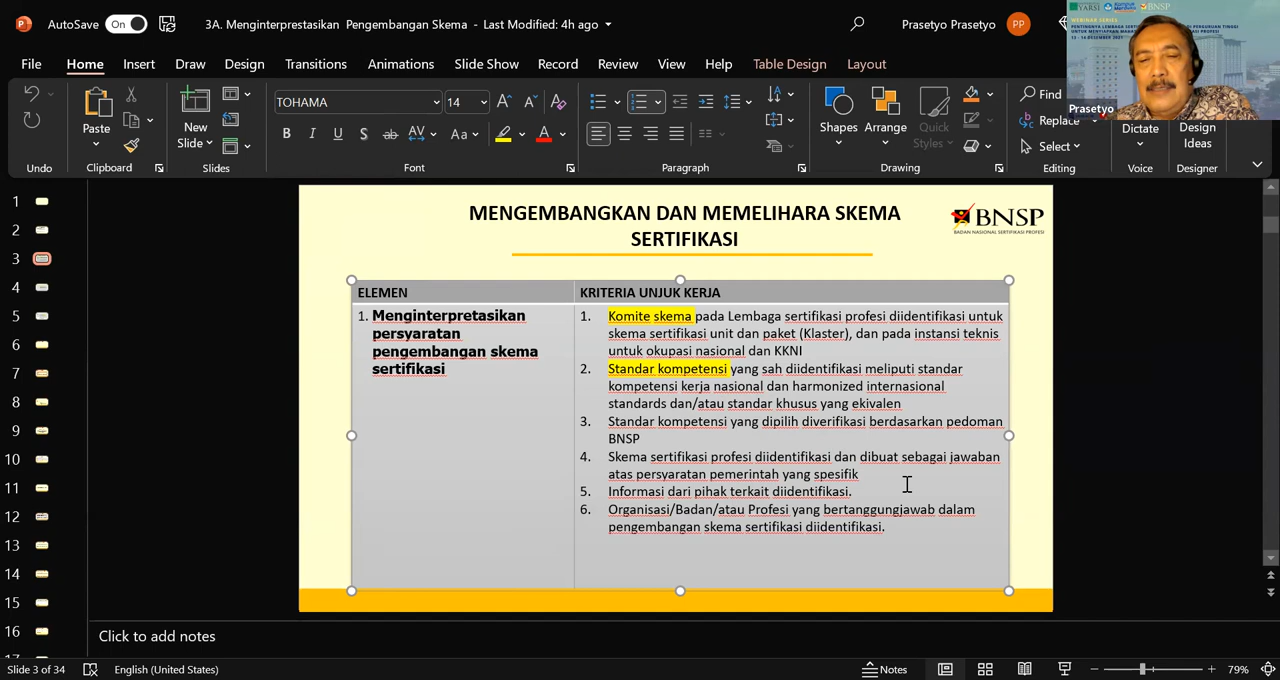 AutoSave On 3A. Menginterpretasikan Pengembangan Skema - Last Modified: 4h ago Prasetyo Prasetyo PP
YARSI BNSP
WEBINAR SERIES
13 - 14 DESEMBER 2021
Prasetyo
File Home Insert Draw Design Transitions Animations Slide Show Record Review View Help Table Design Layout
TOHAMA 14
Paste New Slide Shapes Arrange Quick Styles Find Replace Select Dictate Design Ideas
Undo Clipboard Slides Font Paragraph Drawing Editing Voice Designer
1
2
3
4
5
6
7
8
9
10
11
12
13
14
15
16
MENGEMBANGKAN DAN MEMELIHARA SKEMA
SERTIFIKASI
BNSP
BADAN NASIONAL SERTIFIKASI PROFESI
ELEMEN
1. Menginterpretasikan
persyaratan
pengembangan skema
sertifikasi
KRITERIA UNJUK KERJA
1. Komite skema pada Lembaga sertifikasi profesi diidentifikasi untuk
skema sertifikasi unit dan paket (Klaster), dan pada instansi teknis
untuk okupasi nasional dan KKNI
2. Standar kompetensi yang sah diidentifikasi meliputi standar
kompetensi kerja nasional dan harmonized internasional
standards dan/atau standar khusus yang ekivalen
3. Standar kompetensi yang dipilih diverifikasi berdasarkan pedoman
BNSP
4. Skema sertifikasi profesi diidentifikasi dan dibuat sebagai jawaban
atas persyaratan pemerintah yang spesifik
5. Informasi dari pihak terkait diidentifikasi.
6. Organisasi/Badan/atau Profesi yang bertanggungjawab dalam
pengembangan skema sertifikasi diidentifikasi.
Click to add notes
Slide 3 of 34 English (United States) Notes 79%